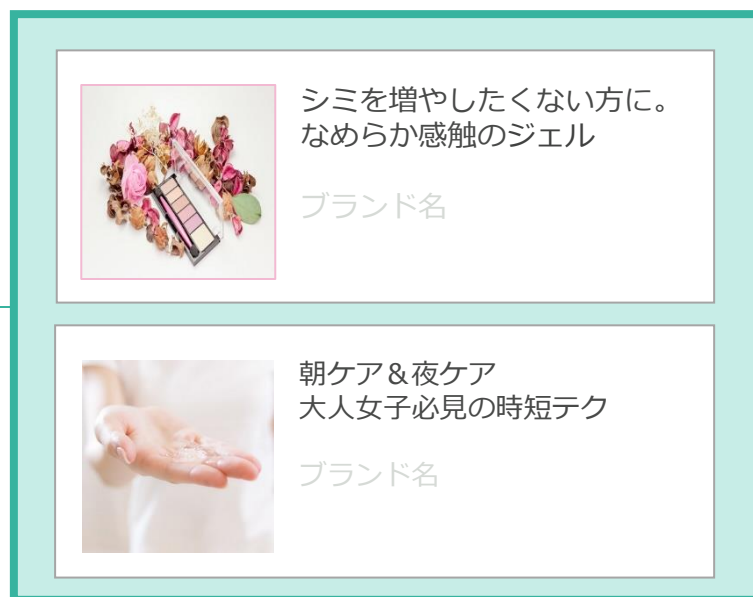 シミを増やしたくない方に。
なめらか感触のジェル
ブランド名
朝ケア＆夜ケア
大人女子必見の時短テク
ブランド名